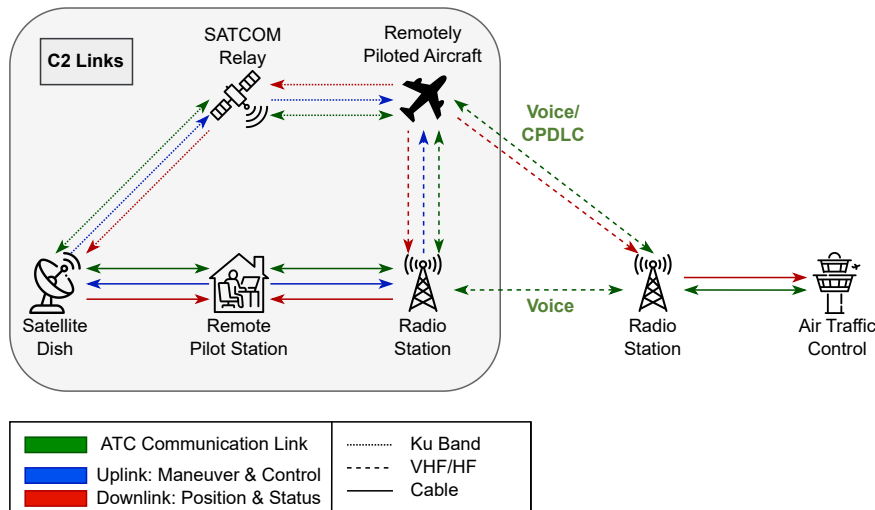 SATCOM
Relay
Remotely
Piloted Aircraft
C2 Links
Voice/
CPDLC
Voice
Satellite
Dish
Remote
Pilot Station
Radio
Station
Radio
Station
Air Traffic
Control
ATC Communication Link
Uplink: Maneuver & Control
Downlink: Position & Status
Ku Band
VHF/HF
Cable